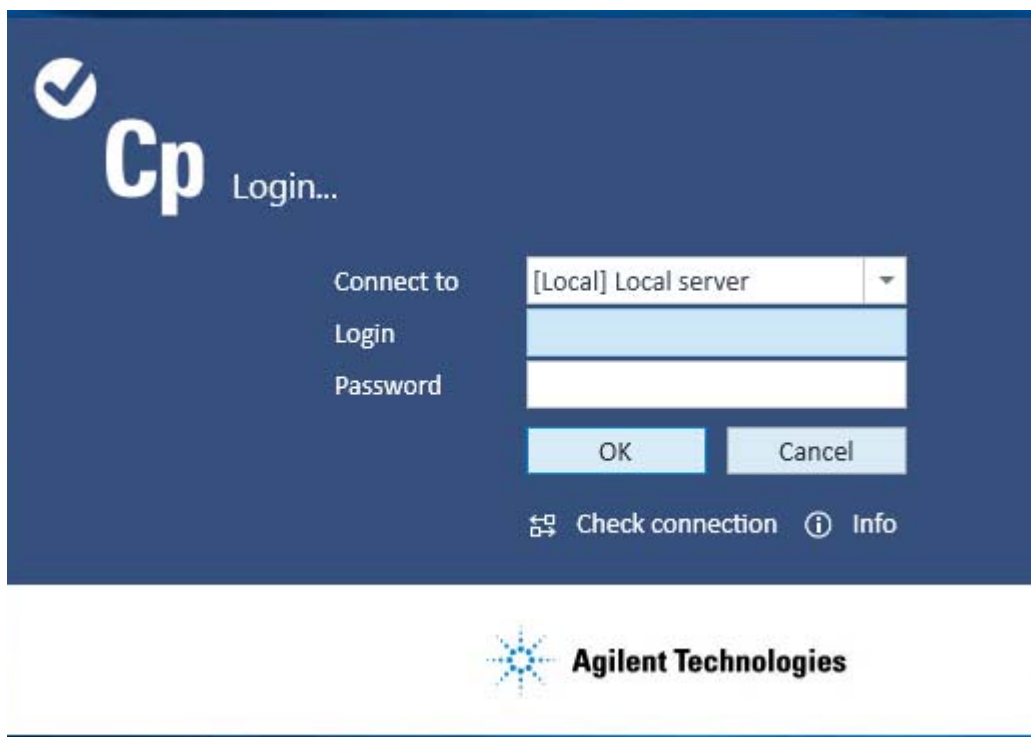 Cp Login...
Connect to [Local] Local server
Login
Password
OK Cancel
Check connection Info
Agilent Technologies